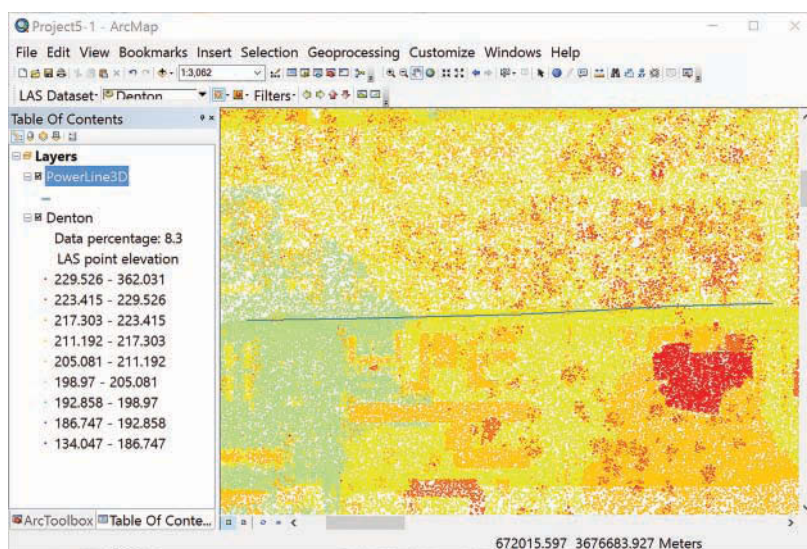 Project5-1 - ArcMap
File Edit View Bookmarks Insert Selection Geoprocessing Customize Windows Help
1:3,062
LAS Dataset Denton Filters
Table Of Contents
Layers
PowerLine3D
Denton
Data percentage: 8.3
LAS point elevation
229.526 - 362.031
223.415 - 229.526
217.303 - 223.415
211.192 - 217.303
205.081 - 211.192
198.97 - 205.081
192.858 - 198.97
186.747 - 192.858
134.047 - 186.747
ArcToolbox Table Of Conte...
672015.597 3676683.927 Meters